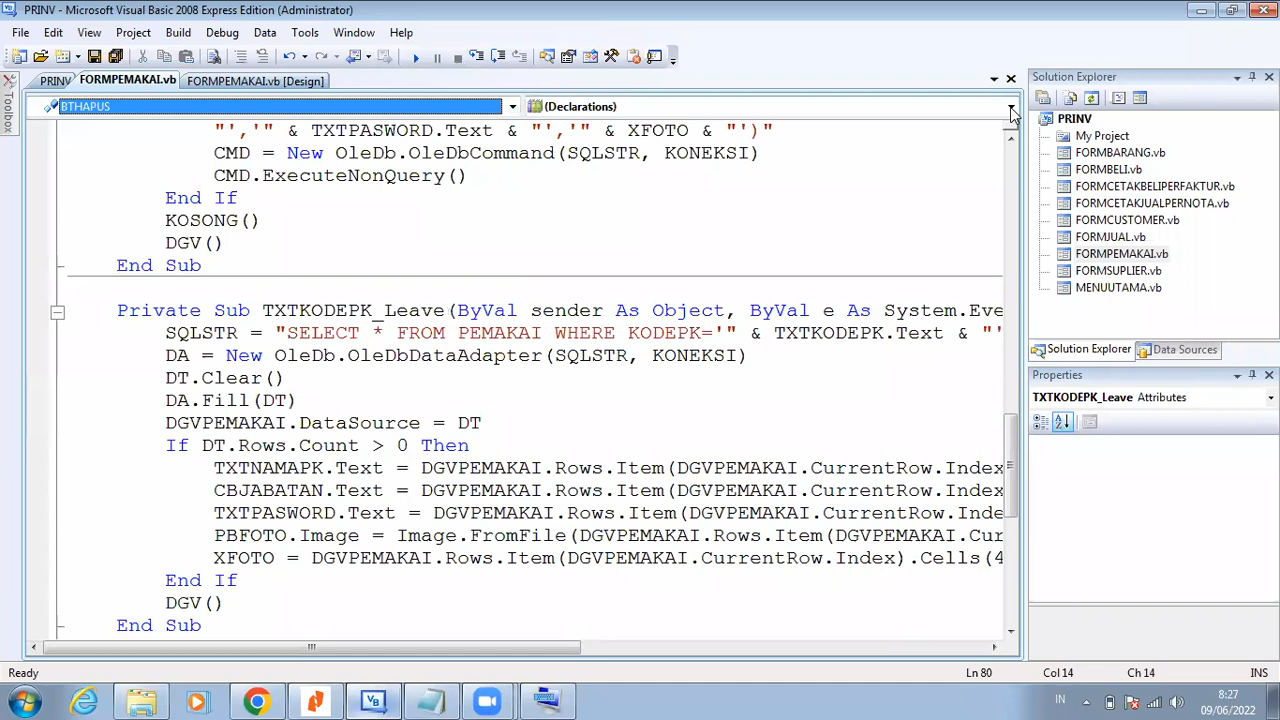 PRINV - Microsoft Visual Basic 2008 Express Edition (Administrator)
File Edit View Project Build Debug Data Tools Window Help
PRINV FORMPEMAKAI.vb FORMPEMAKAI.vb [Design]
Toolbox
BTHAPUS (Declarations)
"','" & TXTPASWORD.Text & "','" & XFOTO & "')"
CMD = New OleDb.OleDbCommand(SQLSTR, KONEKSI)
CMD.ExecuteNonQuery()
End If
KOSONG()
DGV()
End Sub
Private Sub TXTKODEPK_Leave(ByVal sender As Object, ByVal e As System.Eve
SQLSTR = "SELECT * FROM PEMAKAI WHERE KODEPK='" & TXTKODEPK.Text & "'
DA = New OleDb.OleDbDataAdapter(SQLSTR, KONEKSI)
DT.Clear()
DA.Fill(DT)
DGVPEMAKAI.DataSource = DT
If DT.Rows.Count > 0 Then
TXTNAMAPK.Text = DGVPEMAKAI.Rows.Item(DGVPEMAKAI.CurrentRow.Index
CBJABATAN.Text = DGVPEMAKAI.Rows.Item(DGVPEMAKAI.CurrentRow.Index
TXTPASWORD.Text = DGVPEMAKAI.Rows.Item(DGVPEMAKAI.CurrentRow.Inde
PBFOTO.Image = Image.FromFile(DGVPEMAKAI.Rows.Item(DGVPEMAKAI.Cur
XFOTO = DGVPEMAKAI.Rows.Item(DGVPEMAKAI.CurrentRow.Index).Cells(4
End If
DGV()
End Sub
Solution Explorer
PRINV
My Project
FORMBARANG.vb
FORMBELI.vb
FORMCETAKBELIPERFAKTUR.vb
FORMCETAKJUALPERNOTA.vb
FORMCUSTOMER.vb
FORMJUAL.vb
FORMPEMAKAI.vb
FORMSUPLIER.vb
MENUUTAMA.vb
Solution Explorer Data Sources
Properties
TXTKODEPK_Leave Attributes
Ready Ln 80 Col 14 Ch 14 INS
IN 8:27
09/06/2022